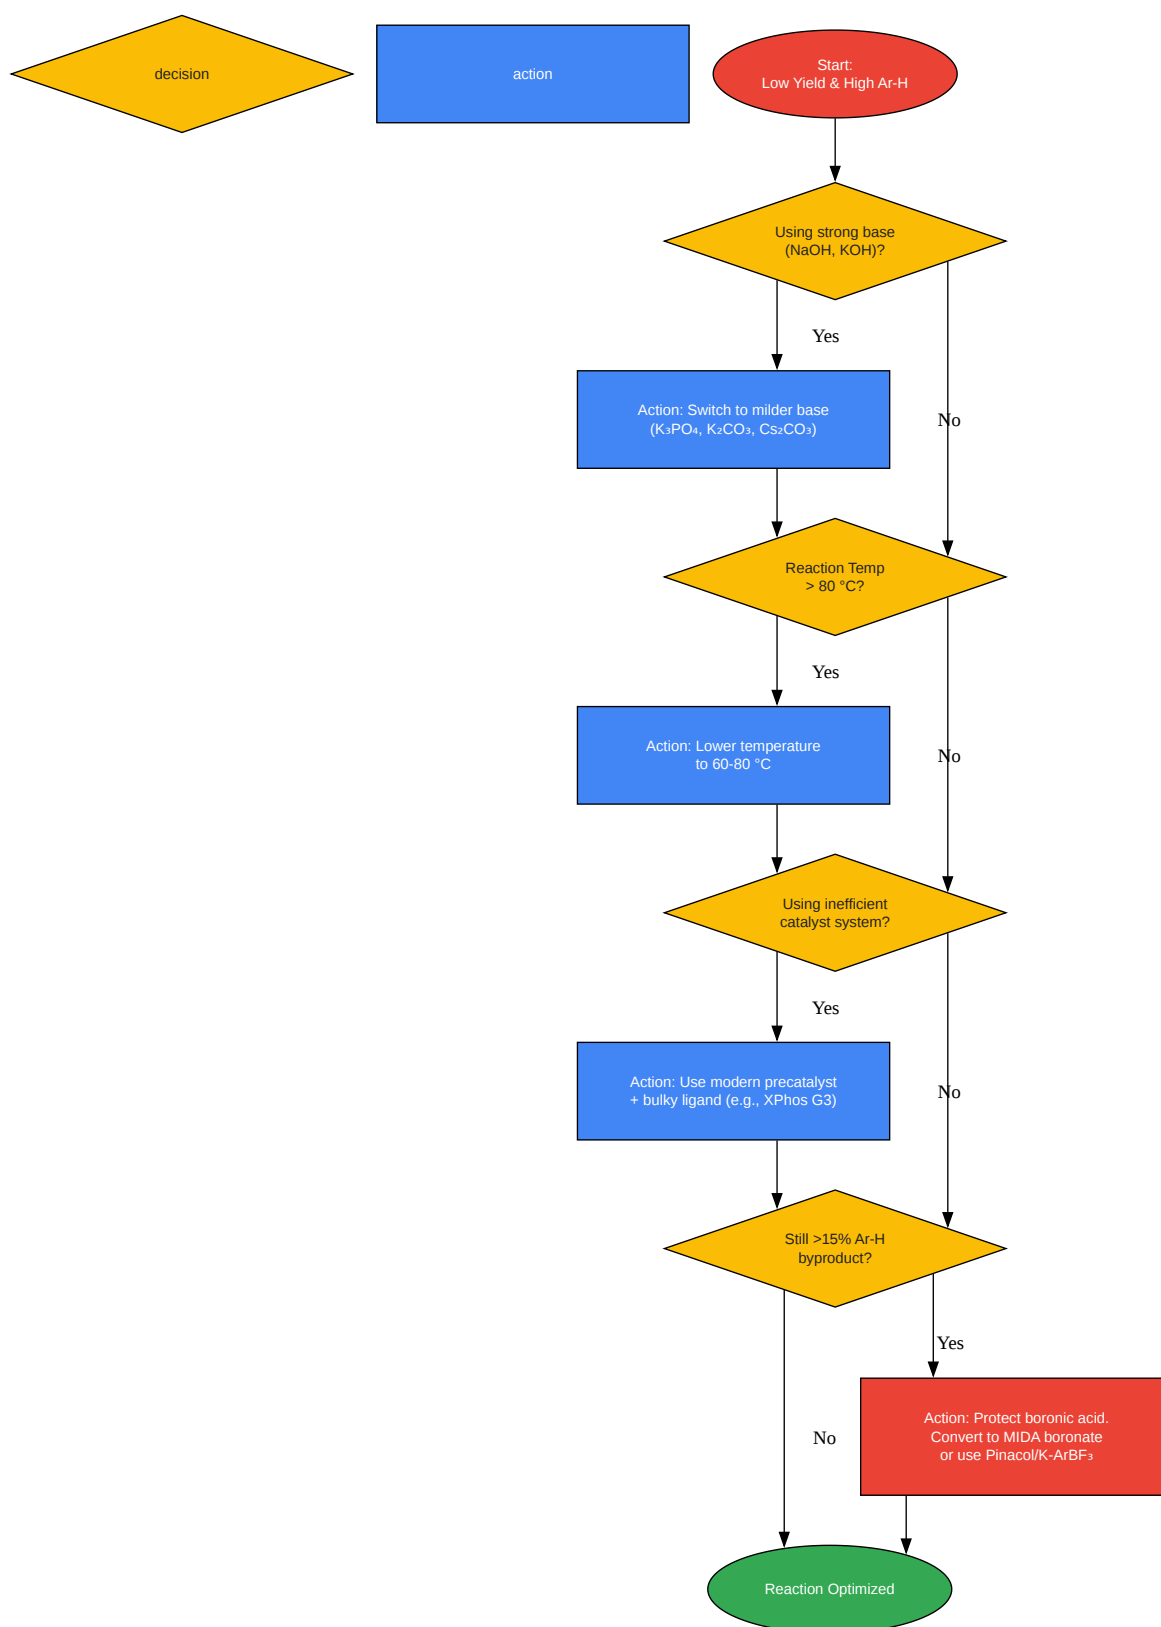 decision
action
Start:
Low Yield & High Ar-H
Using strong base
(NaOH, KOH)?
Yes
Action: Switch to milder base
(K₃PO₄, K₂CO₃, Cs₂CO₃)
No
Reaction Temp
> 80 °C?
Yes
Action: Lower temperature
to 60-80 °C
No
Using inefficient
catalyst system?
Yes
Action: Use modern precatalyst
+ bulky ligand (e.g., XPhos G3)
No
Still >15% Ar-H
byproduct?
Yes
Action: Protect boronic acid.
Convert to MIDA boronate
or use Pinacol/K-ArBF₃
No
Reaction Optimized